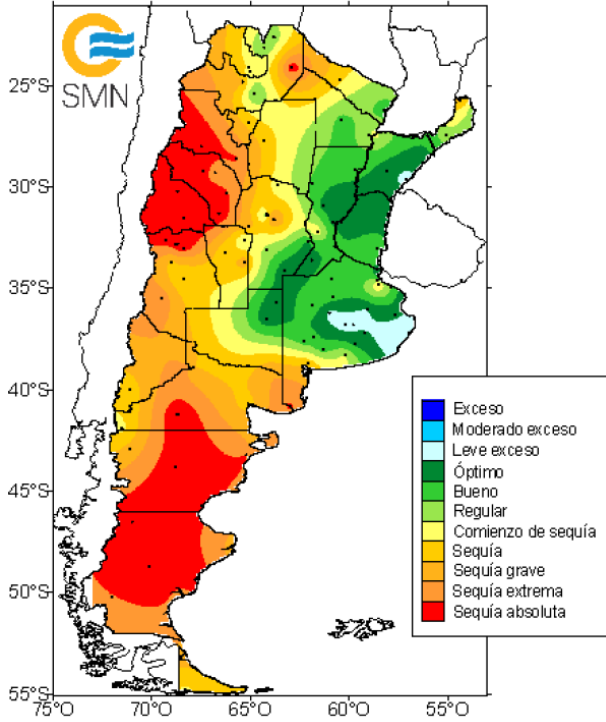 SMN
25°S
30°S
35°S
40°S
45°S
50°S
55°S
75°O 70°O 65°O 60°O 55°O
Exceso
Moderado exceso
Leve exceso
Óptimo
Bueno
Regular
Comienzo de sequía
Sequía
Sequía grave
Sequía extrema
Sequía absoluta